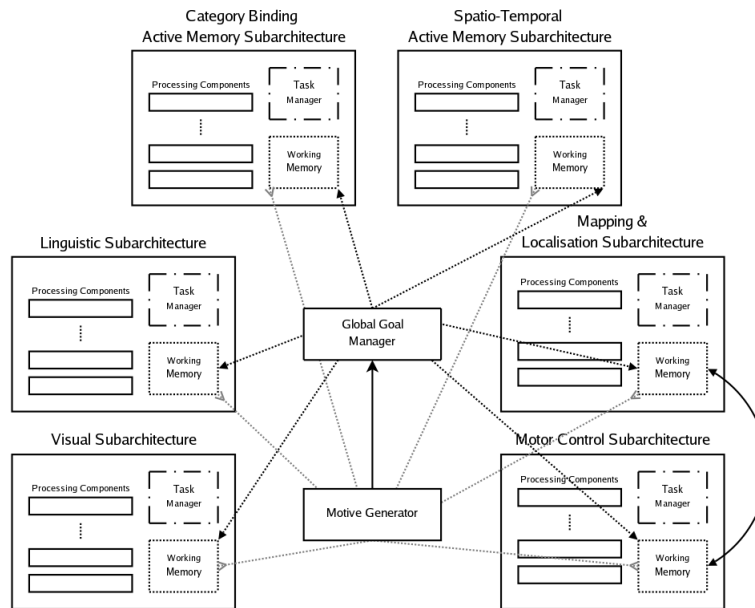 Category Binding
Active Memory Subarchitecture
Processing Components
Task
Manager
Working
Memory
Spatio-Temporal
Active Memory Subarchitecture
Processing Components
Task
Manager
Working
Memory
Linguistic Subarchitecture
Processing Components
Task
Manager
Working
Memory
Mapping &
Localisation Subarchitecture
Processing Components
Task
Manager
Working
Memory
Global Goal
Manager
Visual Subarchitecture
Processing Components
Task
Manager
Working
Memory
Motive Generator
Motor Control Subarchitecture
Processing Components
Task
Manager
Working
Memory